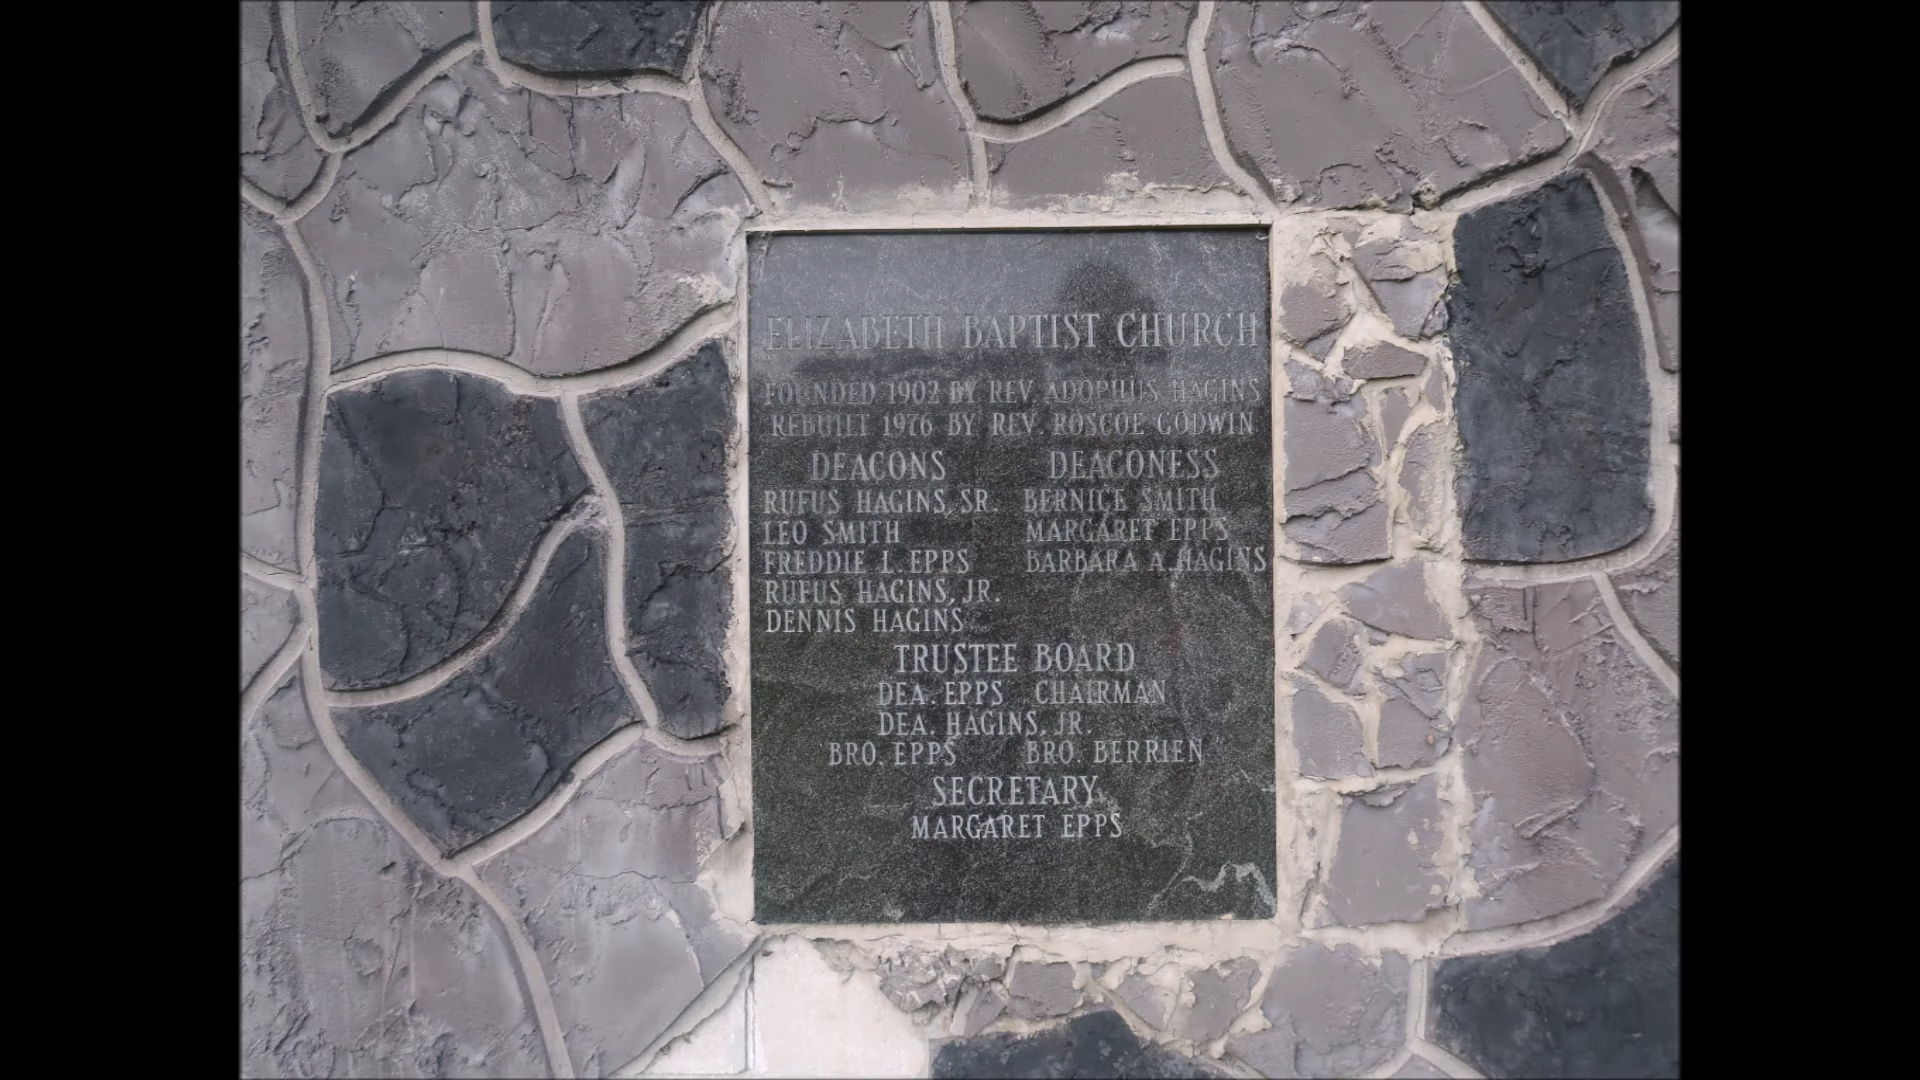 ELIZABETH BAPTIST CHURCH
FOUNDED 1902 BY REV. ADOPHUS HAGINS
REBUILT 1976 BY REV. ROSCOE GODWIN
DEACONS DEACONESS
RUFUS HAGINS, SR. BERNICE SMITH
LEO SMITH MARGARET EPPS
FREDDIE L. EPPS BARBARA A. HAGINS
RUFUS HAGINS, JR.
DENNIS HAGINS
TRUSTEE BOARD
DEA. EPPS CHAIRMAN
DEA. HAGINS, JR.
BRO. EPPS BRO. BERRIEN
SECRETARY
MARGARET EPPS